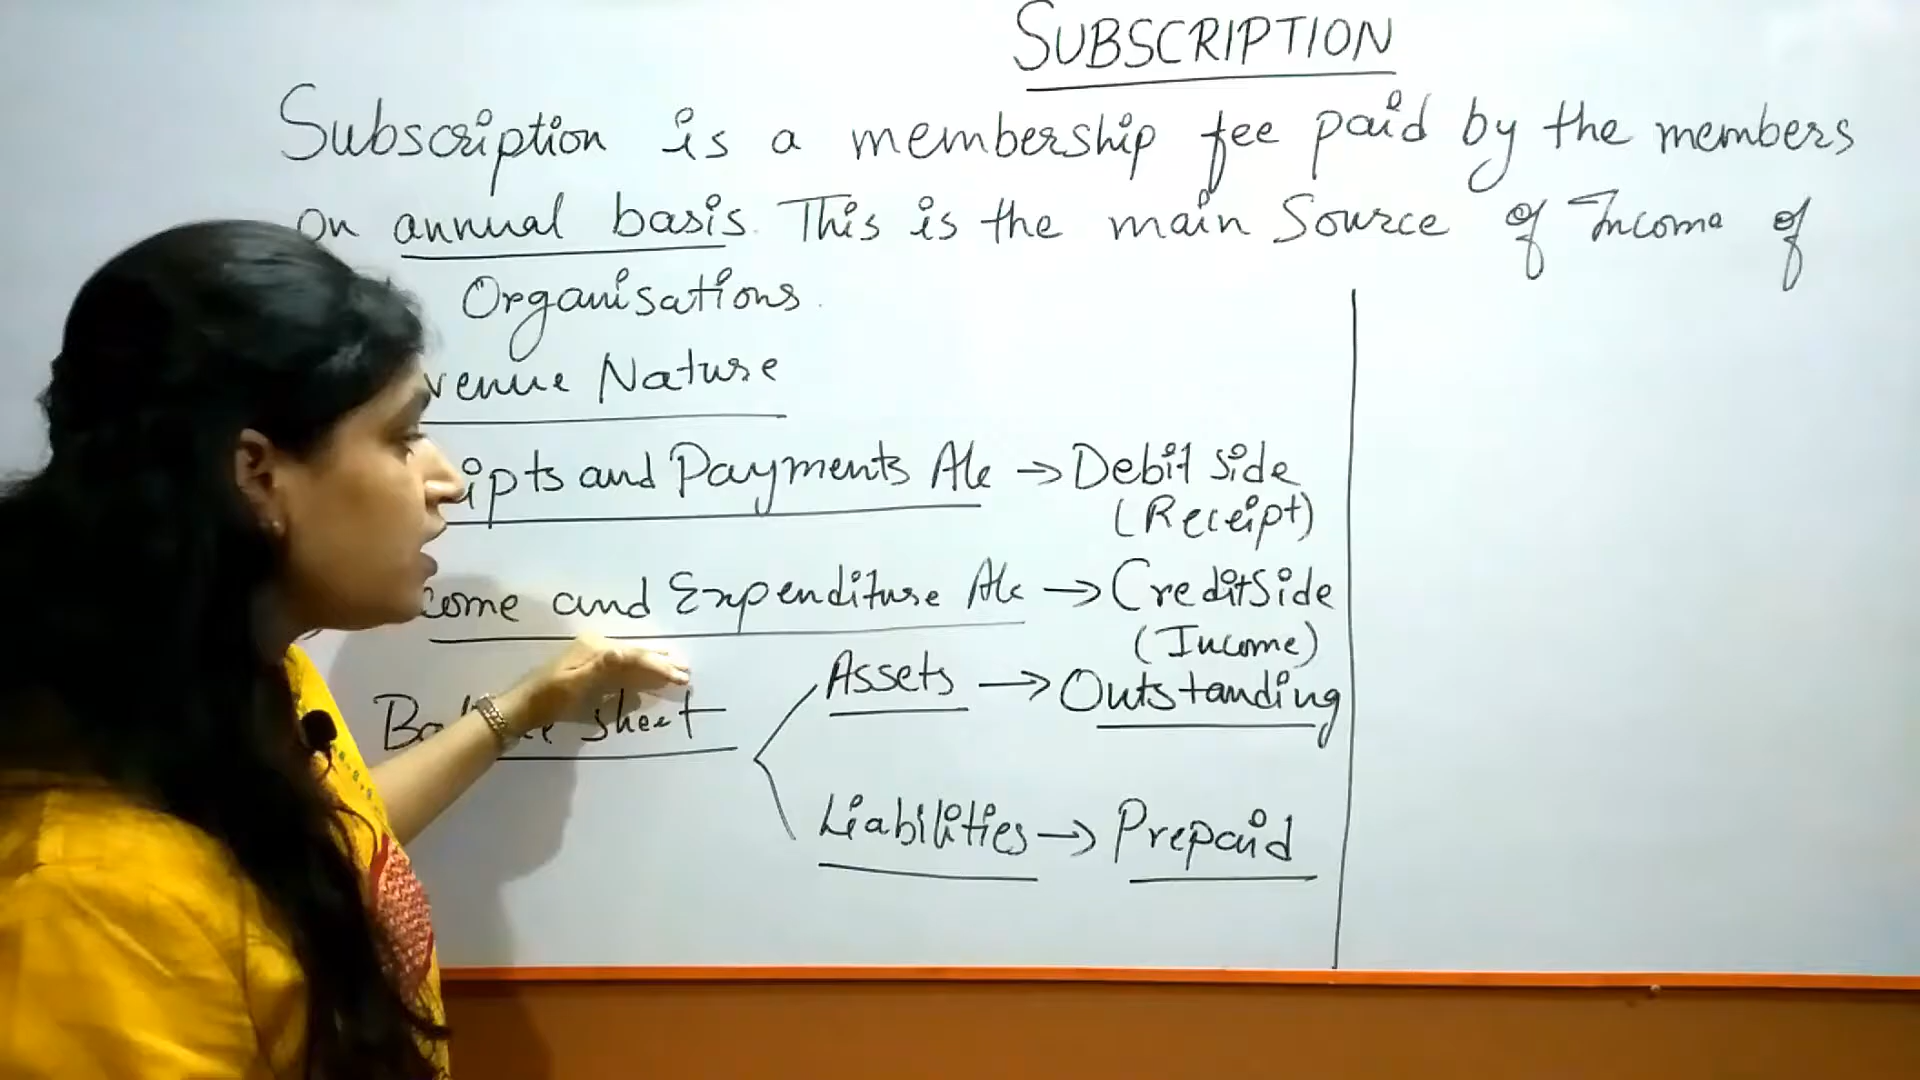 SUBSCRIPTION
Subscription is a membership fee paid by the members
on annual basis. This is the main Source of Income of
Organisations.
venue Nature
ipts and Payments A/c → Debit side
(Receipt)
come and Expenditure A/c → Credit Side
(Income)
Assets → Outstanding
sheet
Liabilities → Prepaid